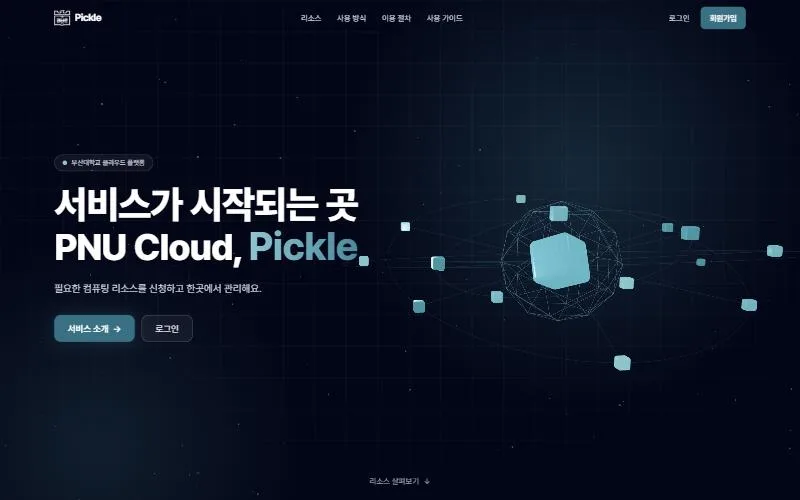 Pickle
리소스
사용 방식
이용 절차
사용 가이드
로그인
회원가입
부산대학교 클라우드 플랫폼
서비스가 시작되는 곳
PNU Cloud, Pickle
필요한 컴퓨팅 리소스를 신청하고 한곳에서 관리해요.
서비스 소개 →
로그인
리소스 살펴보기 ↓